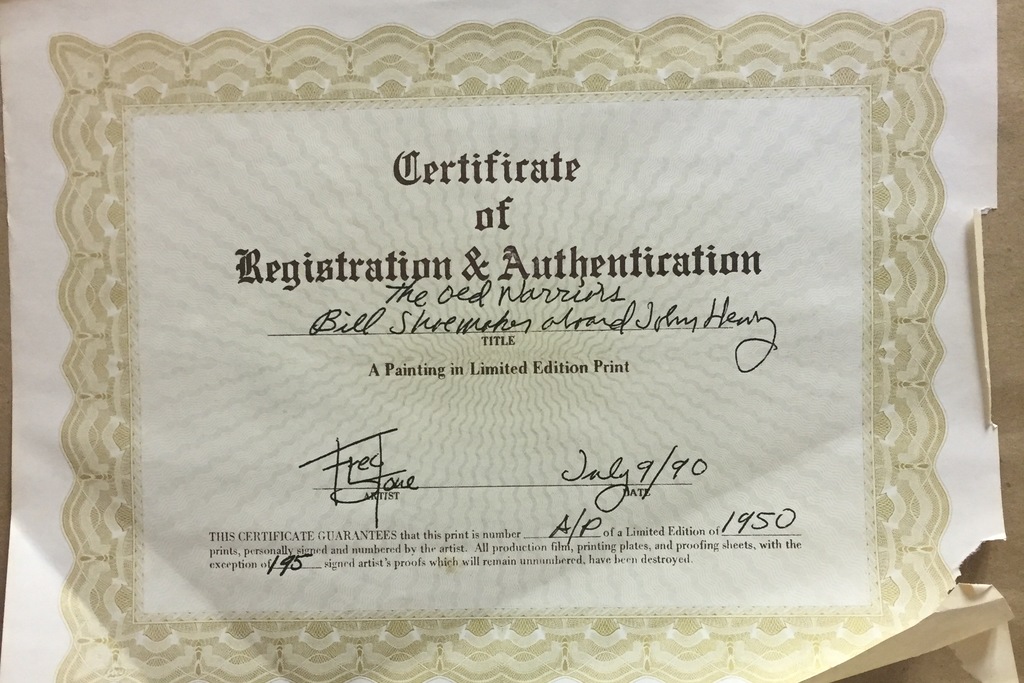 Certificate
of
Registration & Authentication
The Old Warriors
Bill Shoemaker aboard John Henry
TITLE
A Painting in Limited Edition Print
Fred Stone July 9/90
ARTIST DATE
THIS CERTIFICATE GUARANTEES that this print is number A/P of a Limited Edition of 1950
prints, personally signed and numbered by the artist. All production film, printing plates, and proofing sheets, with the
exception of 195 signed artist's proofs which will remain unnumbered, have been destroyed.